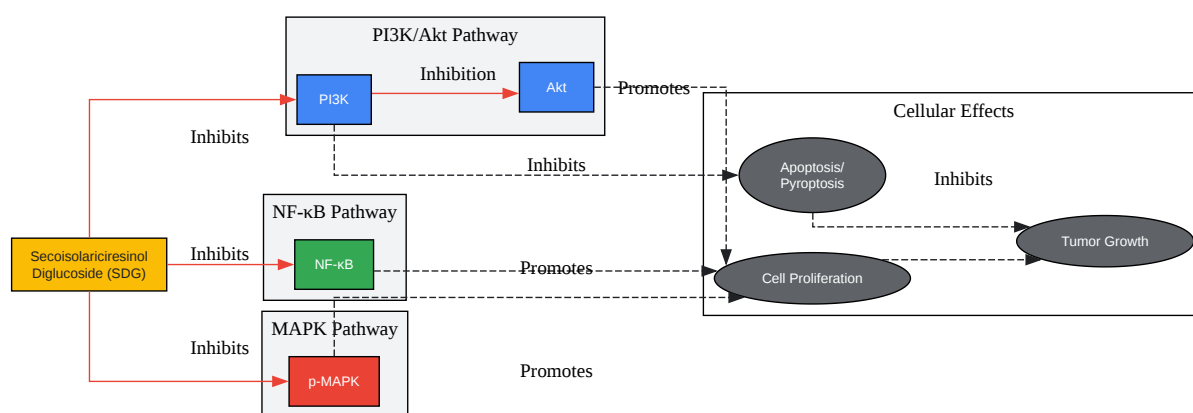 PI3K/Akt Pathway
PI3K
Inhibition
Akt
Promotes
Inhibits
Inhibits
Cellular Effects
Apoptosis/
Pyroptosis
Inhibits
Tumor Growth
Cell Proliferation
NF-κB Pathway
Secoisolariciresinol
Diglucoside (SDG)
Inhibits
NF-κB
Promotes
MAPK Pathway
Inhibits
p-MAPK
Promotes